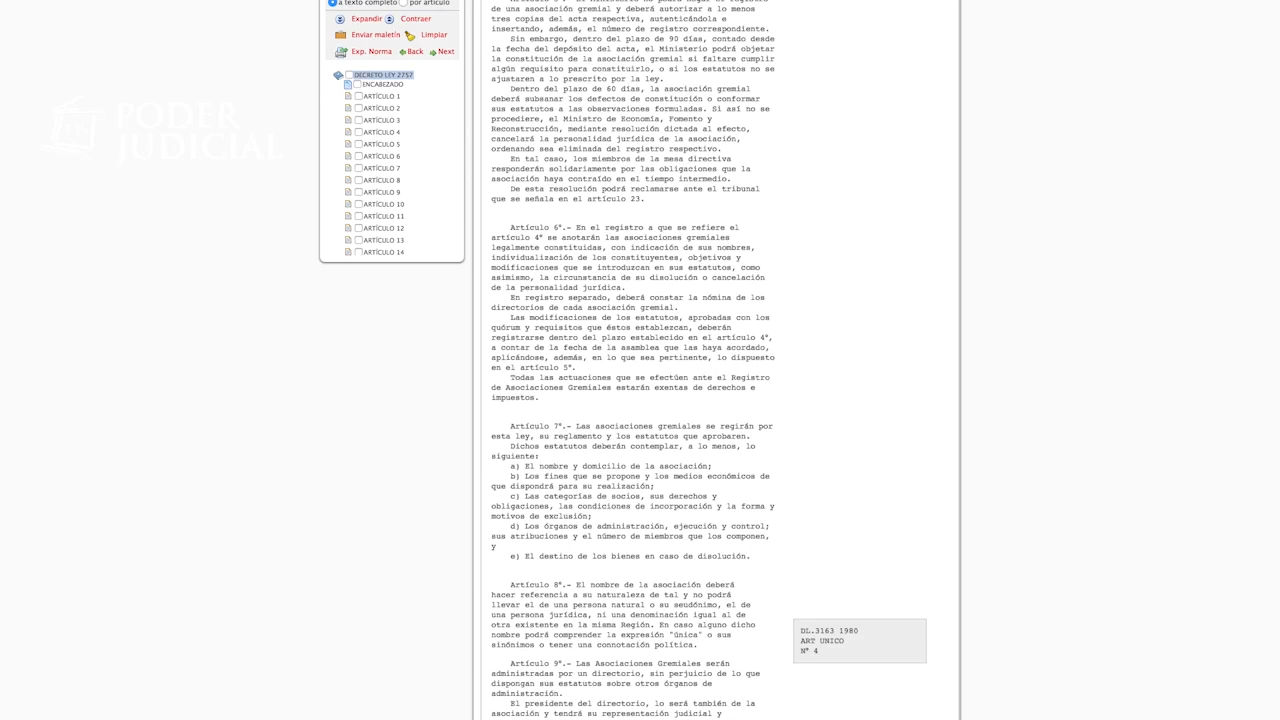 a texto completo por artículo
Expandir Contraer
Enviar maletín Limpiar
Exp. Norma Back Next
DECRETO LEY 2757
ENCABEZADO
ARTÍCULO 1
ARTÍCULO 2
ARTÍCULO 3
ARTÍCULO 4
ARTÍCULO 5
ARTÍCULO 6
ARTÍCULO 7
ARTÍCULO 8
ARTÍCULO 9
ARTÍCULO 10
ARTÍCULO 11
ARTÍCULO 12
ARTÍCULO 13
ARTÍCULO 14
PODER
JUDICIAL
de una asociación gremial y deberá autorizar a lo menos
tres copias del acta respectiva, autenticándola e
insertando, además, el número de registro correspondiente.
Sin embargo, dentro del plazo de 90 días, contado desde
la fecha del depósito del acta, el Ministerio podrá objetar
la constitución de la asociación gremial si faltare cumplir
algún requisito para constituirlo, o si los estatutos no se
ajustaren a lo prescrito por la ley.
Dentro del plazo de 60 días, la asociación gremial
deberá subsanar los defectos de constitución o conformar
sus estatutos a las observaciones formuladas. Si así no se
procediere, el Ministro de Economía, Fomento y
Reconstrucción, mediante resolución dictada al efecto,
cancelará la personalidad jurídica de la asociación,
ordenando sea eliminada del registro respectivo.
En tal caso, los miembros de la mesa directiva
responderán solidariamente por las obligaciones que la
asociación haya contraído en el tiempo intermedio.
De esta resolución podrá reclamarse ante el tribunal
que se señala en el artículo 23.
Artículo 6°.- En el registro a que se refiere el
artículo 4° se anotarán las asociaciones gremiales
legalmente constituidas, con indicación de sus nombres,
individualización de los constituyentes, objetivos y
modificaciones que se introduzcan en sus estatutos, como
asimismo, la circunstancia de su disolución o cancelación
de la personalidad jurídica.
En registro separado, deberá constar la nómina de los
directorios de cada asociación gremial.
Las modificaciones de los estatutos, aprobadas con los
quórum y requisitos que éstos establezcan, deberán
registrarse dentro del plazo establecido en el artículo 4°,
a contar de la fecha de la asamblea que las haya acordado,
aplicándose, además, en lo que sea pertinente, lo dispuesto
en el artículo 5°.
Todas las actuaciones que se efectúen ante el Registro
de Asociaciones Gremiales estarán exentas de derechos e
impuestos.
Artículo 7°.- Las asociaciones gremiales se regirán por
esta ley, su reglamento y los estatutos que aprobaren.
Dichos estatutos deberán contemplar, a lo menos, lo
siguiente:
a) El nombre y domicilio de la asociación;
b) Los fines que se propone y los medios económicos de
que dispondrá para su realización;
c) Las categorías de socios, sus derechos y
obligaciones, las condiciones de incorporación y la forma y
motivos de exclusión;
d) Los órganos de administración, ejecución y control;
sus atribuciones y el número de miembros que los componen,
y
e) El destino de los bienes en caso de disolución.
Artículo 8°.- El nombre de la asociación deberá
hacer referencia a su naturaleza de tal y no podrá
llevar el de una persona natural o su seudónimo, el de
una persona jurídica, ni una denominación igual al de
otra existente en la misma Región. En caso alguno dicho
nombre podrá comprender la expresión "única" o sus
sinónimos o tener una connotación política.
DL.3163 1980
ART UNICO
N° 4
Artículo 9°.- Las Asociaciones Gremiales serán
administradas por un directorio, sin perjuicio de lo que
dispongan sus estatutos sobre otros órganos de
administración.
El presidente del directorio, lo será también de la
asociación y tendrá su representación judicial y